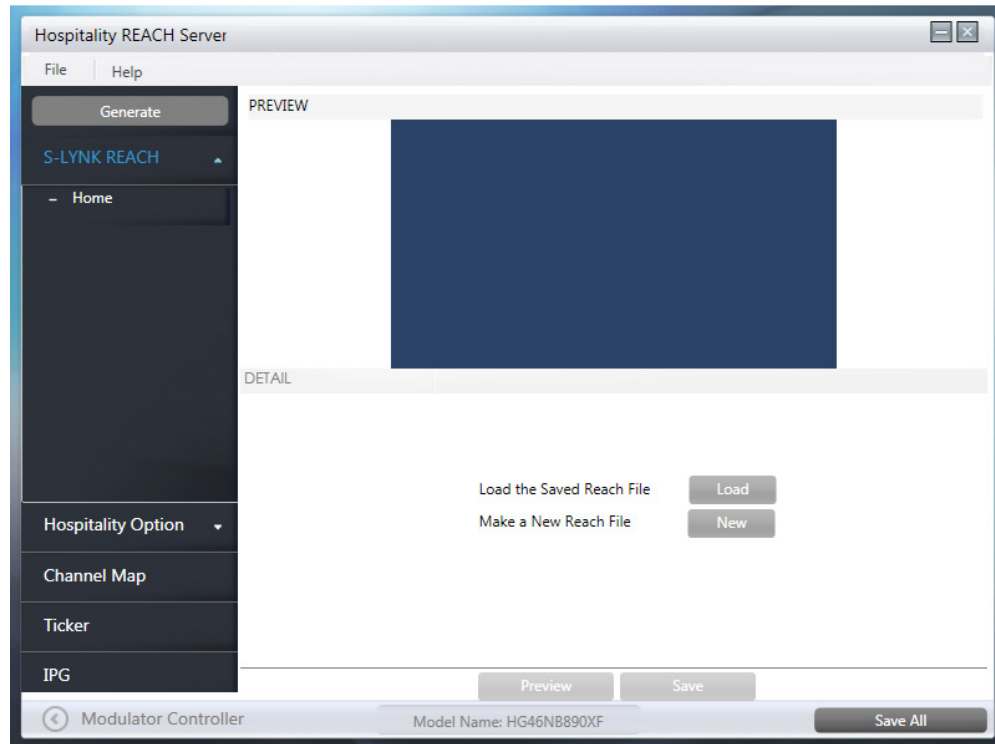 Hospitality REACH Server
File Help
Generate
S-LYNK REACH
– Home
Hospitality Option
Channel Map
Ticker
IPG
PREVIEW
DETAIL
Load the Saved Reach File Load
Make a New Reach File New
Preview Save
Modulator Controller Model Name: HG46NB890XF Save All